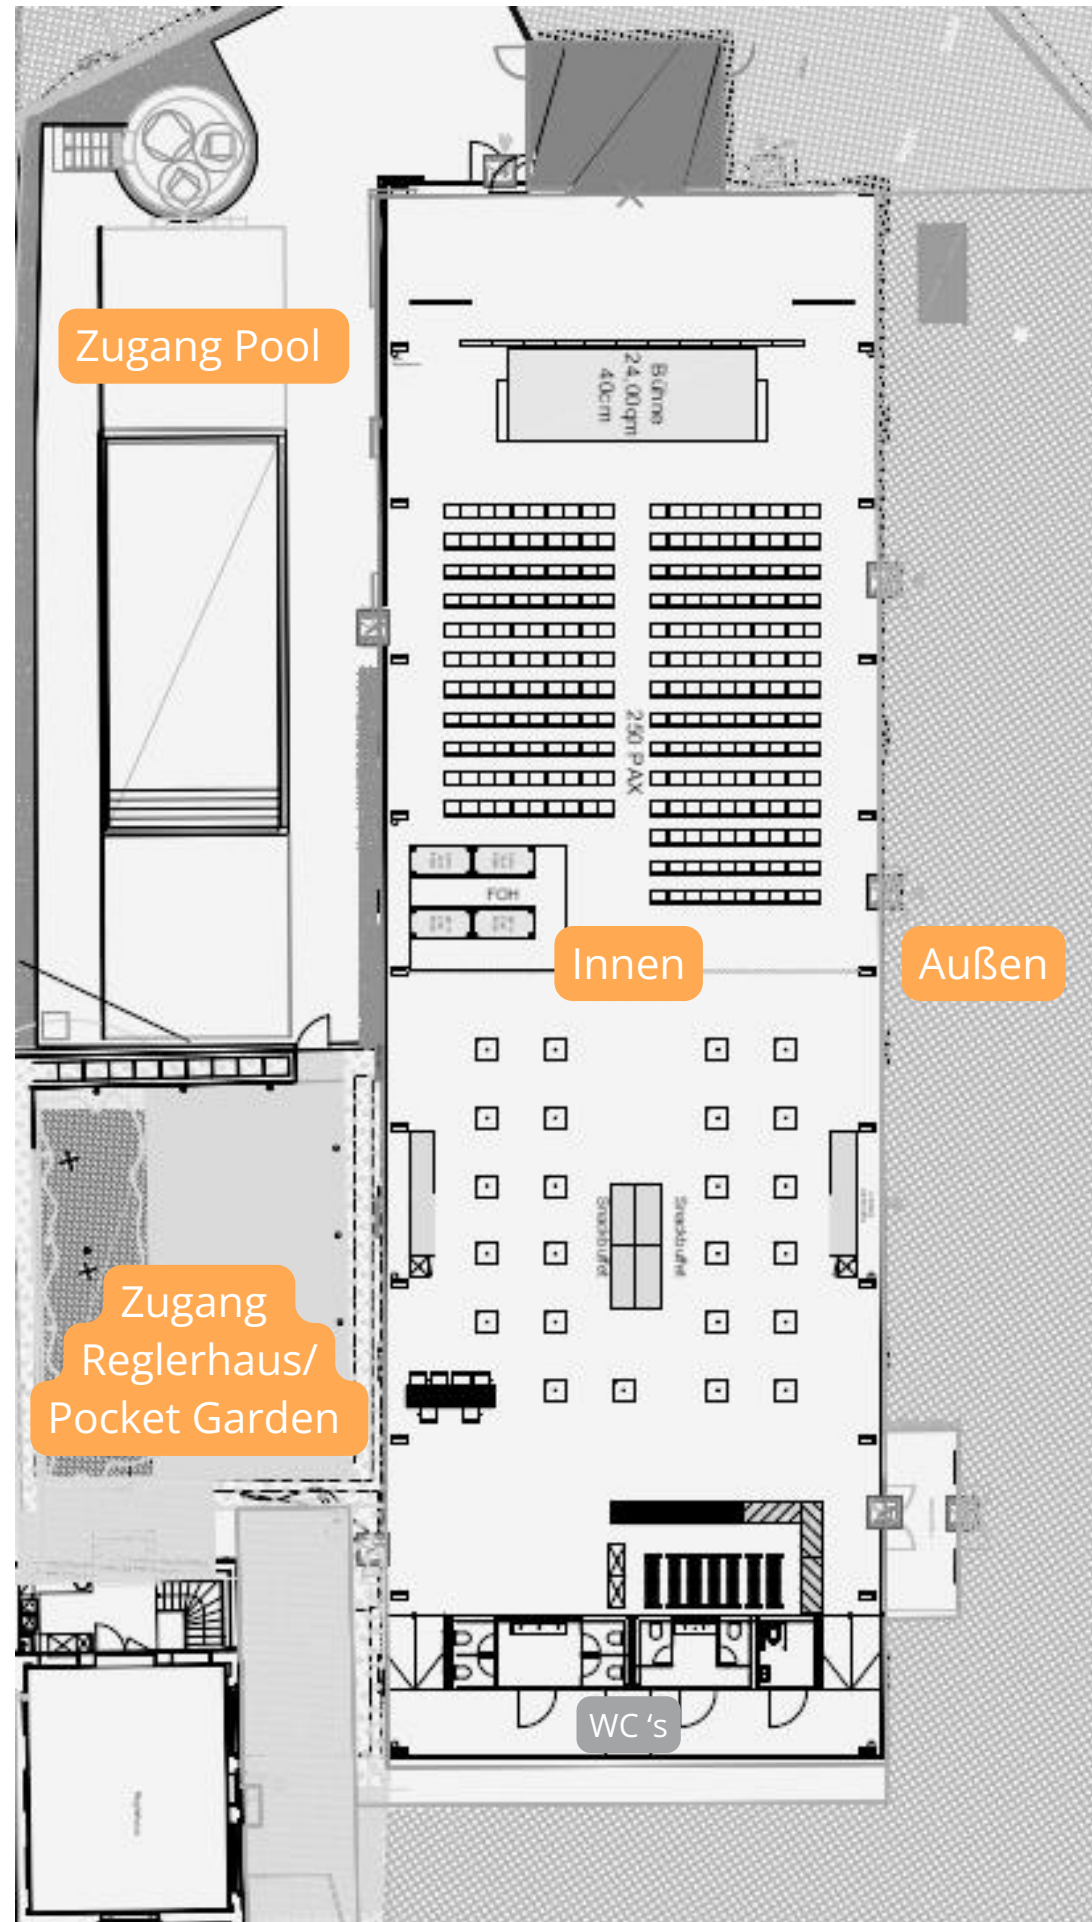 Zugang Pool
Bühne
24,00qm
40cm
250 PAX
FOH
Innen
Außen
Snackbuffet
Snackbuffet
Zugang
Reglerhaus/
Pocket Garden
WC ‘s